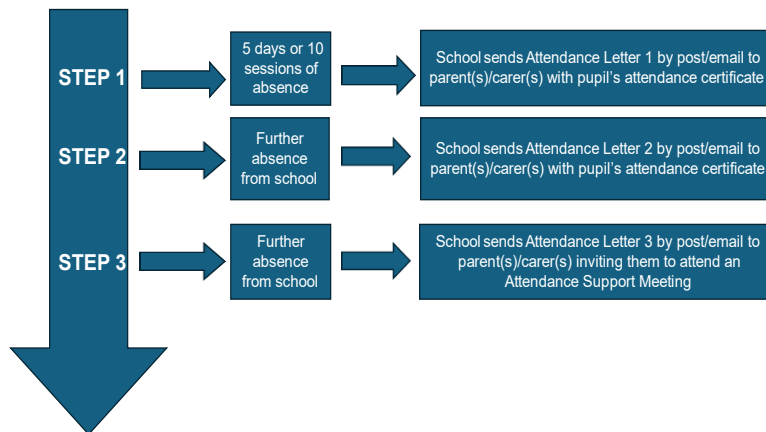 STEP 1
5 days or 10
sessions of
absence
School sends Attendance Letter 1 by post/email to
parent(s)/carer(s) with pupil's attendance certificate
STEP 2
Further
absence
from school
School sends Attendance Letter 2 by post/email to
parent(s)/carer(s) with pupil's attendance certificate
STEP 3
Further
absence
from school
School sends Attendance Letter 3 by post/email to
parent(s)/carer(s) inviting them to attend an
Attendance Support Meeting